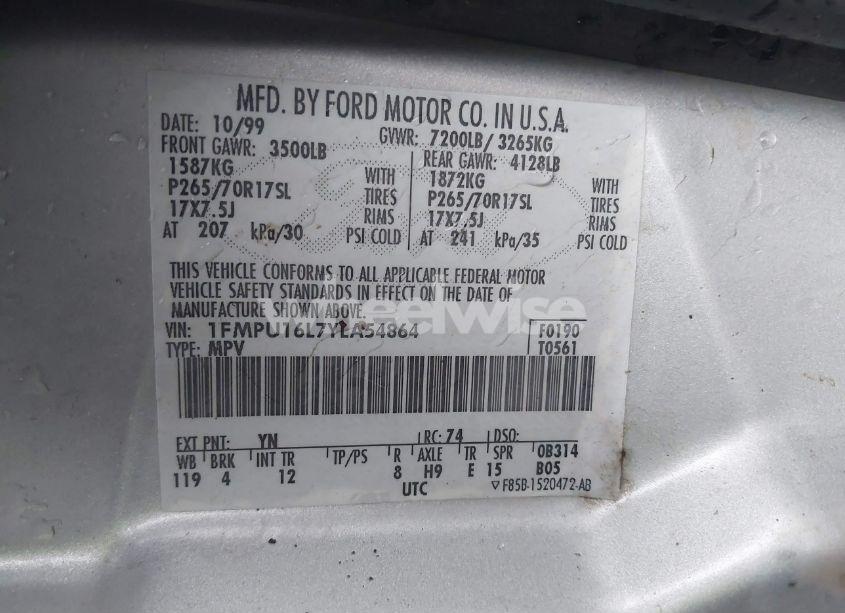 MFD. BY FORD MOTOR CO. IN U.S.A.
DATE: 10/99 GVWR: 7200LB/ 3265KG
FRONT GAWR: 3500LB REAR GAWR: 4128LB
1587KG WITH 1872KG WITH
P265/70R17SL TIRES P265/70R17SL TIRES
17X7.5J RIMS 17X7.5J RIMS
AT 207 kPa/30 PSI COLD AT 241 kPa/35 PSI COLD
THIS VEHICLE CONFORMS TO ALL APPLICABLE FEDERAL MOTOR
VEHICLE SAFETY STANDARDS IN EFFECT ON THE DATE OF
MANUFACTURE SHOWN ABOVE.
VIN: 1FMPU16L7YLA54864 F0190
TYPE: MPV T0561
EXT PNT: YN RC: 74 DSO:
WB BRK INT TR TP/PS R AXLE TR SPR 0B314
119 4 12 8 H9 E 15 B05
UTC F85B-1520472-AB